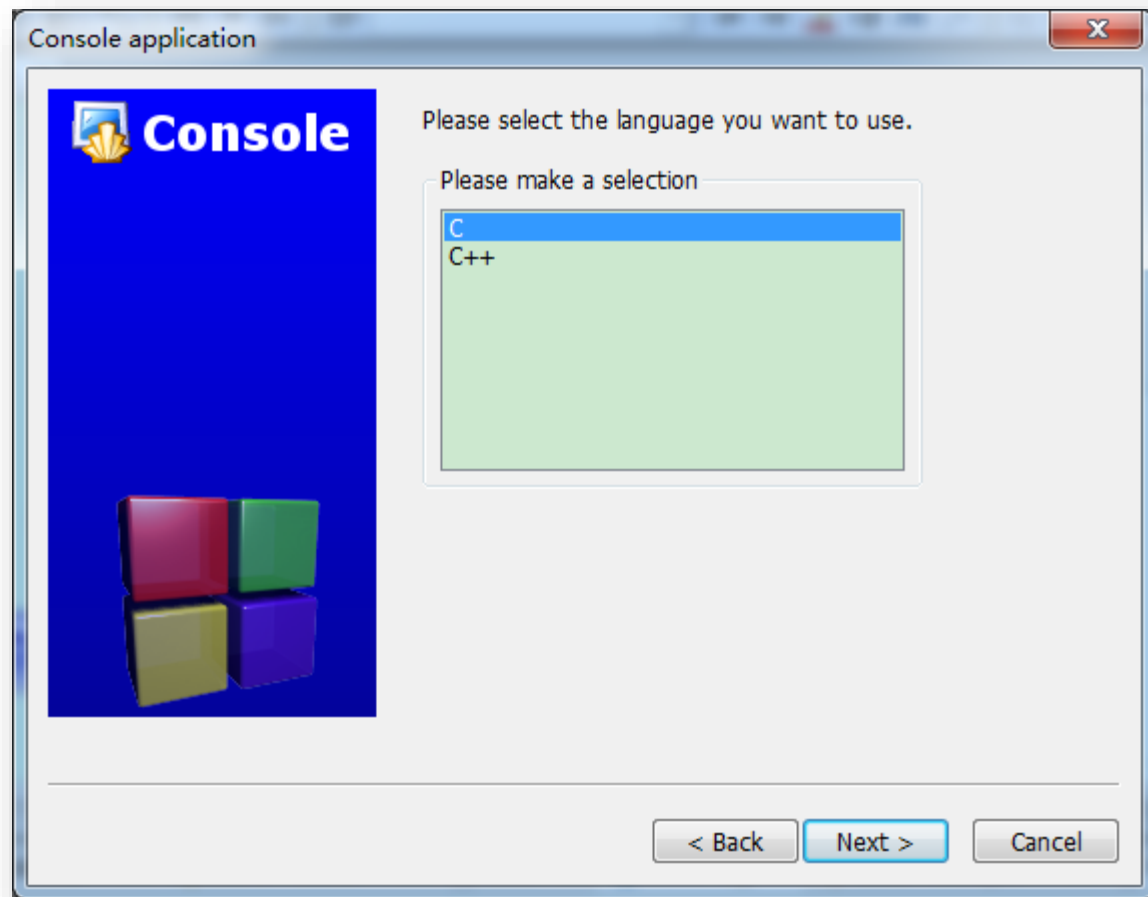 Console application
Console
Please select the language you want to use.
Please make a selection
C
C++
< Back
Next >
Cancel